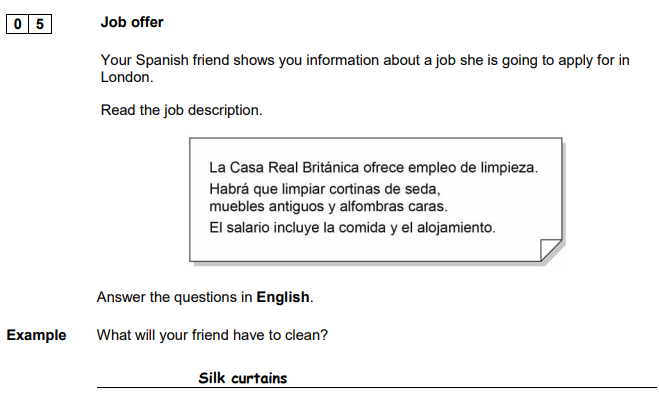 0 5 Job offer
Your Spanish friend shows you information about a job she is going to apply for in
London.
Read the job description.
La Casa Real Británica ofrece empleo de limpieza.
Habrá que limpiar cortinas de seda,
muebles antiguos y alfombras caras.
El salario incluye la comida y el alojamiento.
Answer the questions in English.
Example What will your friend have to clean?
Silk curtains